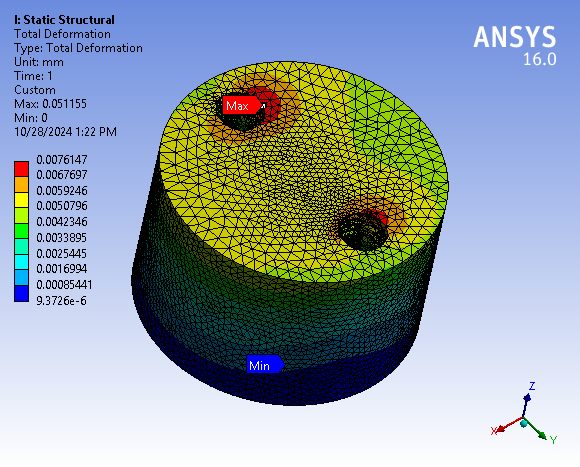 I: Static Structural
Total Deformation
Type: Total Deformation
Unit: mm
Time: 1
Custom
Max: 0.051155
Min: 0
10/28/2024 1:22 PM
ANSYS
16.0
0.0076147
0.0067697
0.0059246
0.0050796
0.0042346
0.0033895
0.0025445
0.0016994
0.00085441
9.3726e-6
Max
Min
Z
X
Y